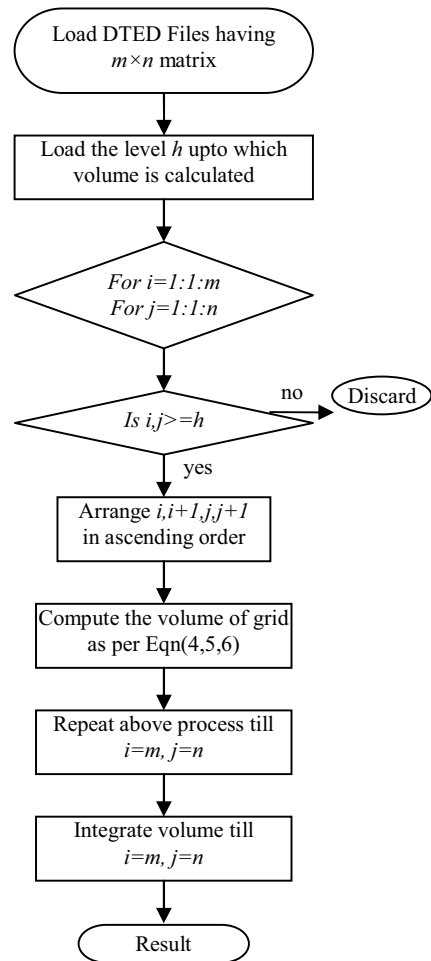 Load DTED Files having
m×n matrix
Load the level h upto which
volume is calculated
For i=1:1:m
For j=1:1:n
Is i,j>=h
no
Discard
yes
Arrange i,i+1,j,j+1
in ascending order
Compute the volume of grid
as per Eqn(4,5,6)
Repeat above process till
i=m, j=n
Integrate volume till
i=m, j=n
Result